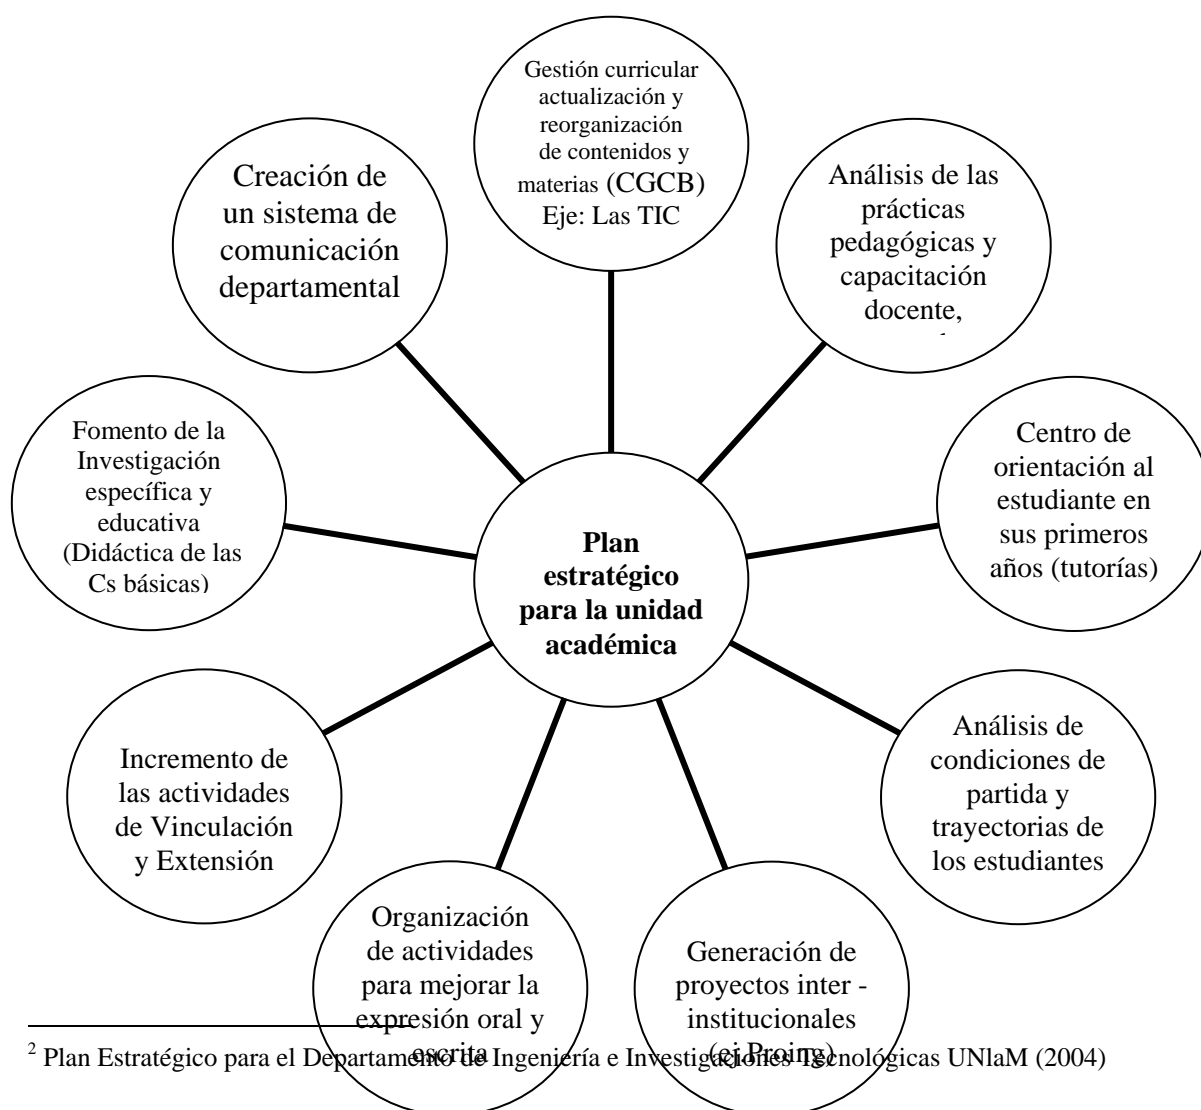 Gestión curricular
actualización y
reorganización
de contenidos y
materias (CGCB)
Eje: Las TIC
Análisis de las
prácticas
pedagógicas y
capacitación
docente,
Centro de
orientación al
estudiante en
sus primeros
años (tutorías)
Análisis de
condiciones de
partida y
trayectorias de
los estudiantes
Generación de
proyectos inter -
institucionales
(ej.Proing)
Organización
de actividades
para mejorar la
expresión oral y
escrita
Incremento de
las actividades
de Vinculación
y Extensión
Fomento de la
Investigación
específica y
educativa
(Didáctica de las
Cs básicas)
Creación de
un sistema de
comunicación
departamental
Plan
estratégico
para la unidad
académica
2 Plan Estratégico para el Departamento de Ingeniería e Investigaciones Tecnológicas UNlaM (2004)